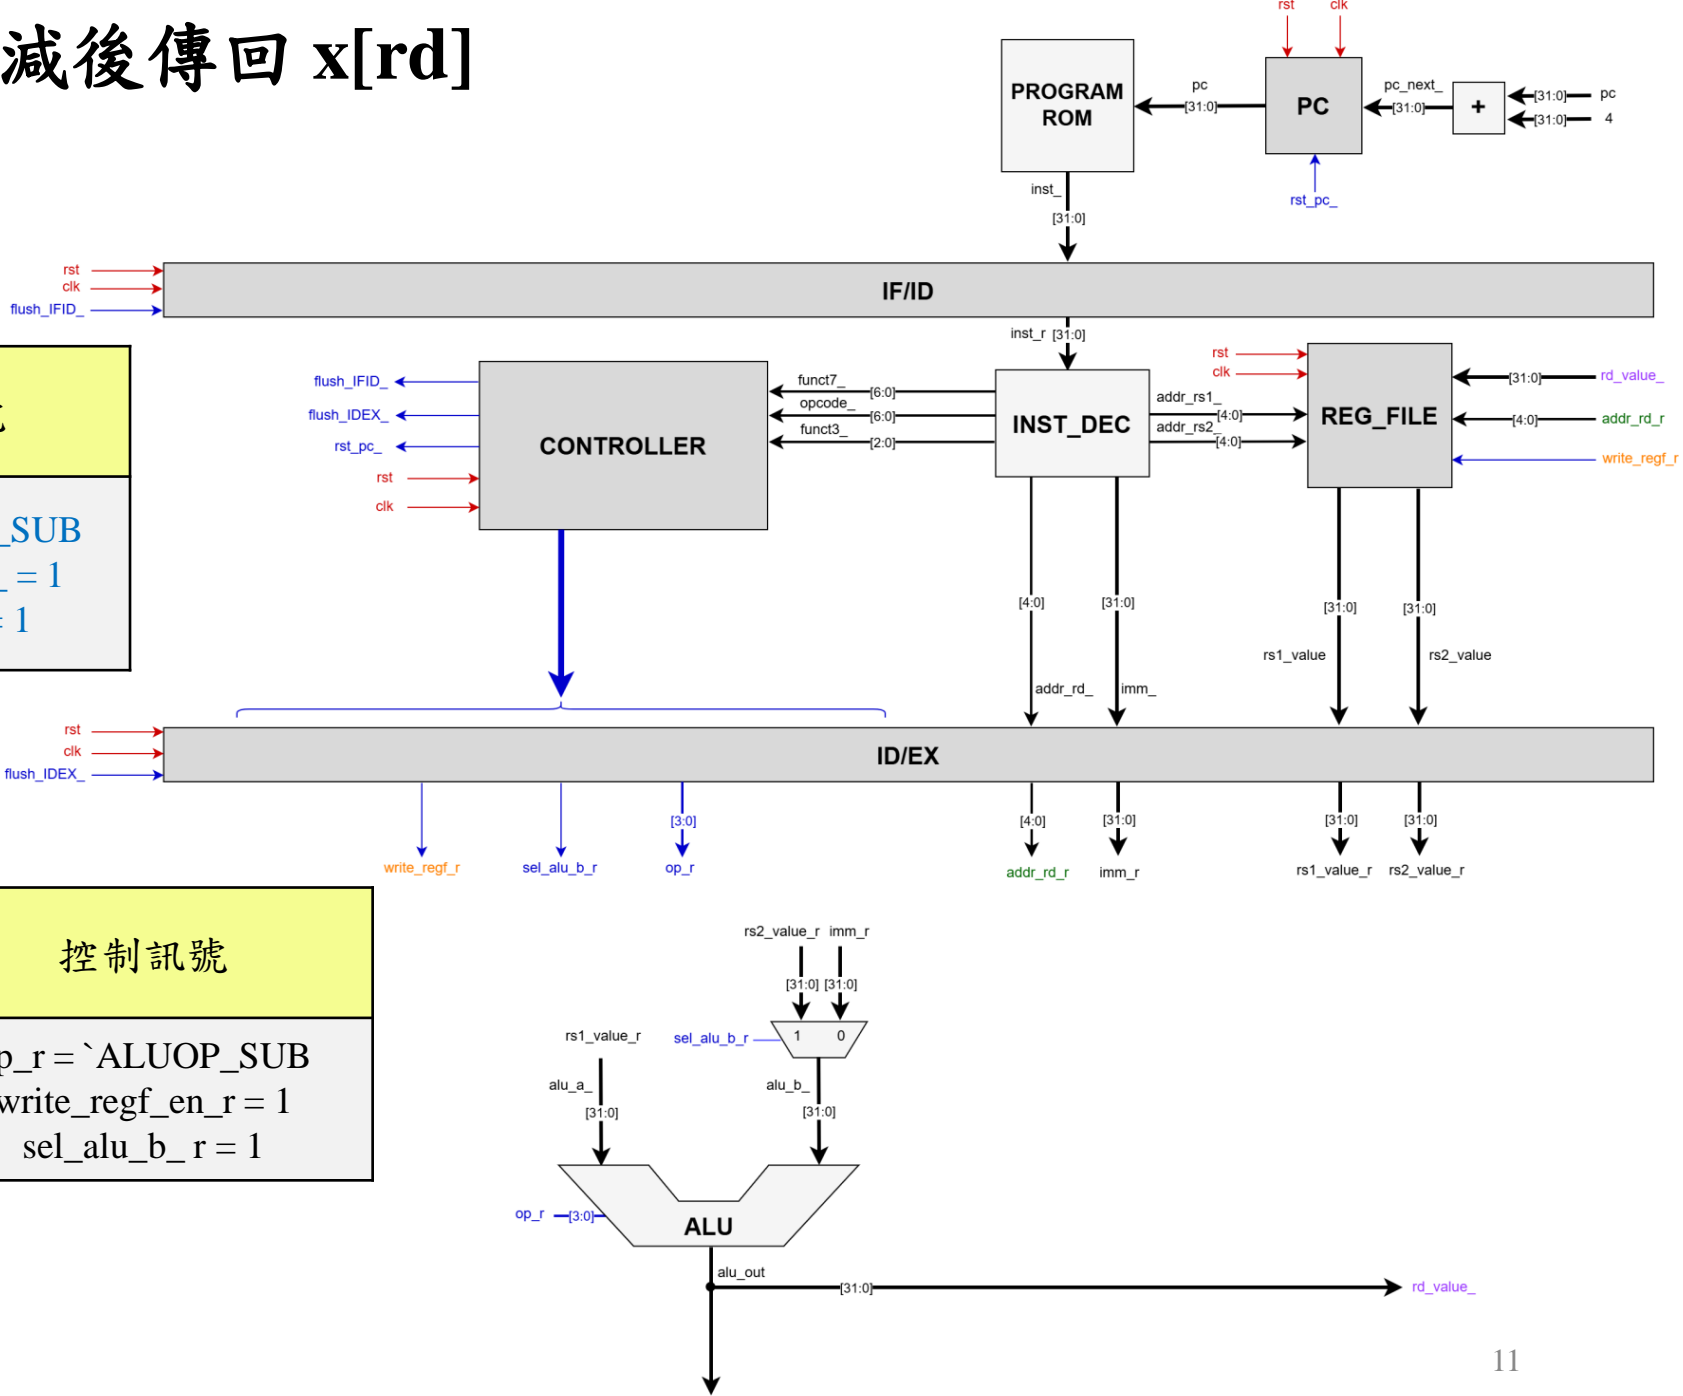 減後傳回 x[rd]
rst clk
PROGRAM
ROM
pc
[31:0]
PC
pc_next_
[31:0]
+
[31:0] pc
[31:0] 4
rst_pc_
inst_
[31:0]
rst
clk
flush_IFID_
IF/ID
inst_r [31:0]
flush_IFID_
flush_IDEX_
rst_pc_
rst
clk
CONTROLLER
funct7_
[6:0]
opcode_
[6:0]
funct3_
[2:0]
INST_DEC
addr_rs1_
[4:0]
addr_rs2_
[4:0]
rst
clk
REG_FILE
[31:0] rd_value_
[4:0] addr_rd_r
write_regf_r
_SUB
_ = 1
= 1
[4:0]
[31:0]
[31:0]
[31:0]
rs1_value
rs2_value
addr_rd_
imm_
rst
clk
flush_IDEX_
ID/EX
[3:0]
[4:0]
[31:0]
[31:0]
[31:0]
write_regf_r
sel_alu_b_r
op_r
addr_rd_r
imm_r
rs1_value_r
rs2_value_r
控制訊號
p_r = `ALUOP_SUB
write_regf_en_r = 1
sel_alu_b_ r = 1
rs2_value_r imm_r
[31:0] [31:0]
rs1_value_r
sel_alu_b_r
1 0
alu_a_
[31:0]
alu_b_
[31:0]
op_r [3:0]
ALU
alu_out
[31:0]
rd_value_
11